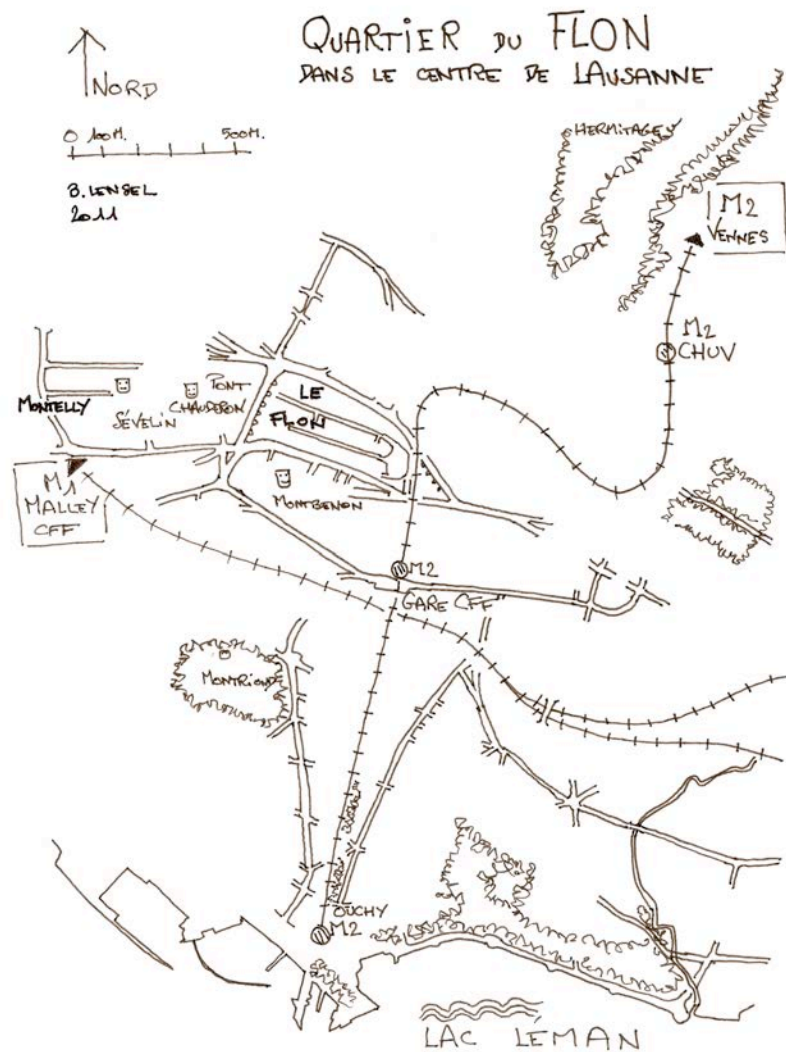 QUARTIER DU FLON
DANS LE CENTRE DE LAUSANNE
NORD
0 100M. 500M.
B. LENSEL
2011
HERMITAGE
M2
VENNES
M2
CHUV
MONTELLY
SÉVELIN
PONT
CHAUDERON
LE
FLON
M1
MALLEY
CFF
MONTBENON
M2
GARE CFF
MONTRIOND
OUCHY
M2
LAC LÉMAN